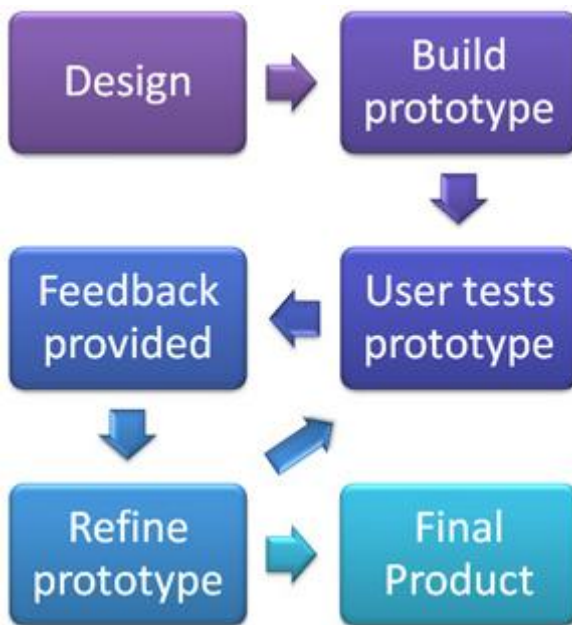 Design
Build
prototype
User tests
prototype
Feedback
provided
Refine
prototype
Final
Product